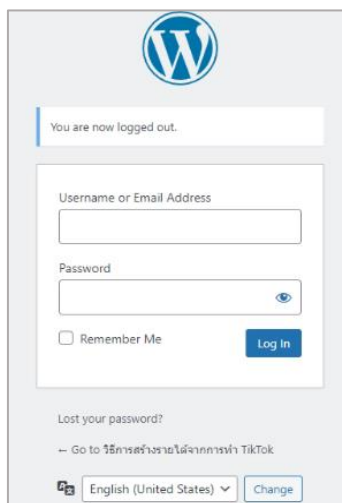 You are now logged out.
Username or Email Address
Password
Remember Me
Log In
Lost your password?
← Go to วิธีการสร้างรายได้จากการทำ TikTok
English (United States)
Change